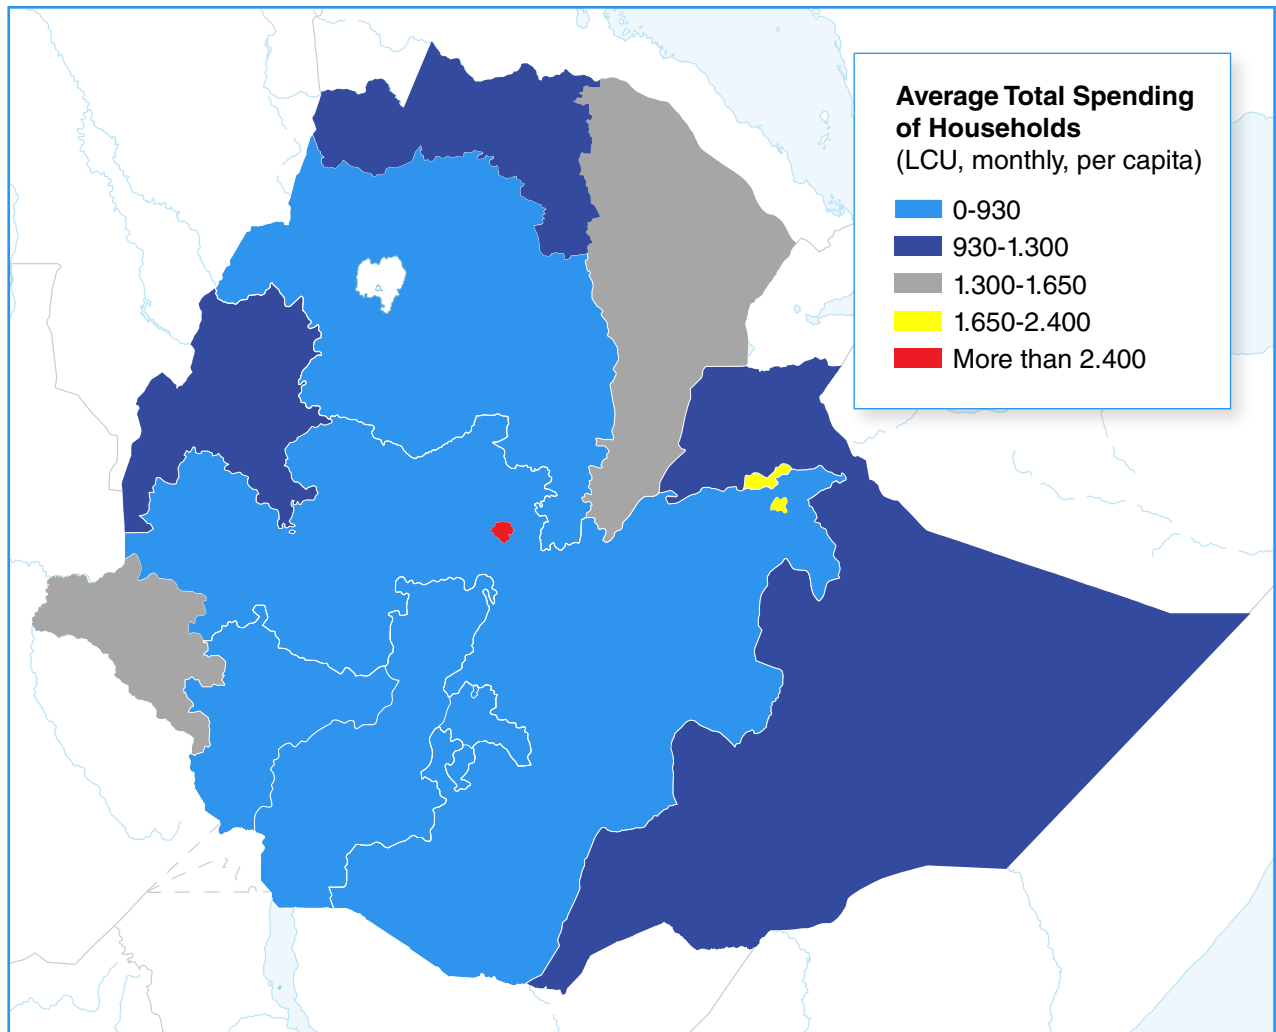 Average Total Spending
of Households
(LCU, monthly, per capita)
0-930
930-1.300
1.300-1.650
1.650-2.400
More than 2.400